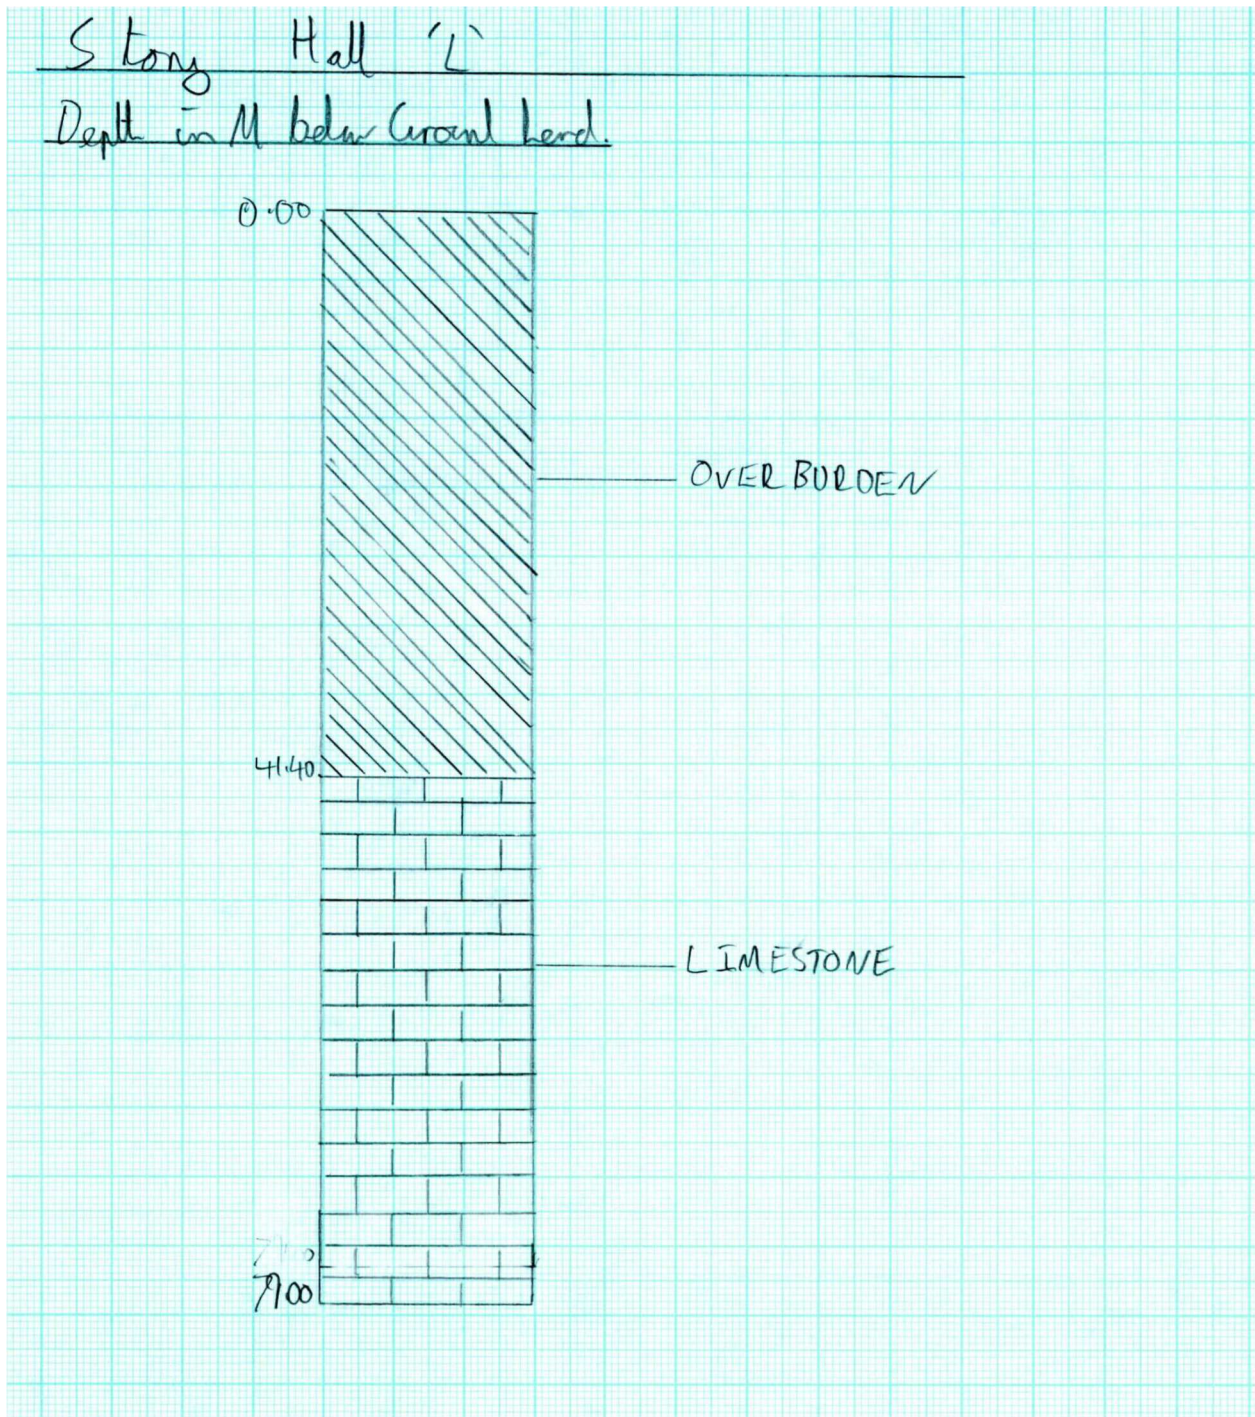 Stony Hall 'L'
Depth in M below Ground Level.
0.00
OVERBURDEN
41.40
LIMESTONE
79.00